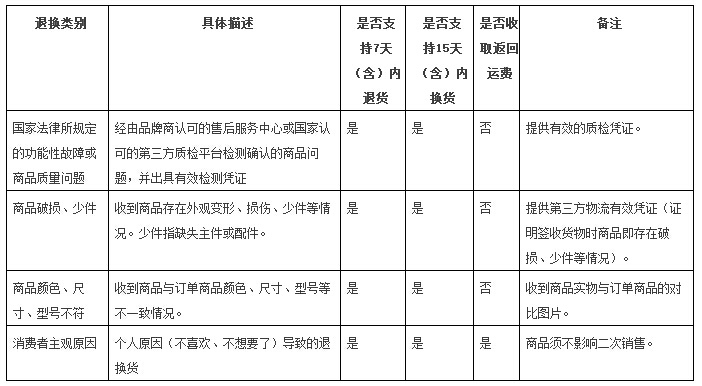 退换类别
具体描述
是否支
持7天
（含）内
退货
是否支
持15天
（含）内
换货
是否收
取返回
运费
备注
国家法律所规定
的功能性故障或
商品质量问题
经由品牌商认可的售后服务中心或国家认
可的第三方质检平台检测确认的商品问
题，并出具有效检测凭证
是
是
否
提供有效的质检凭证。
商品破损、少件
收到商品存在外观变形、损伤、少件等情
况。少件指缺失主件或配件。
是
是
否
提供第三方物流有效凭证（证
明签收货物时商品即存在破
损、少件等情况）。
商品颜色、尺
寸、型号不符
收到商品与订单商品颜色、尺寸、型号等
不一致情况。
是
是
否
收到商品实物与订单商品的对
比图片。
消费者主观原因
个人原因（不喜欢、不想要了）导致的退
换货
是
是
是
商品须不影响二次销售。